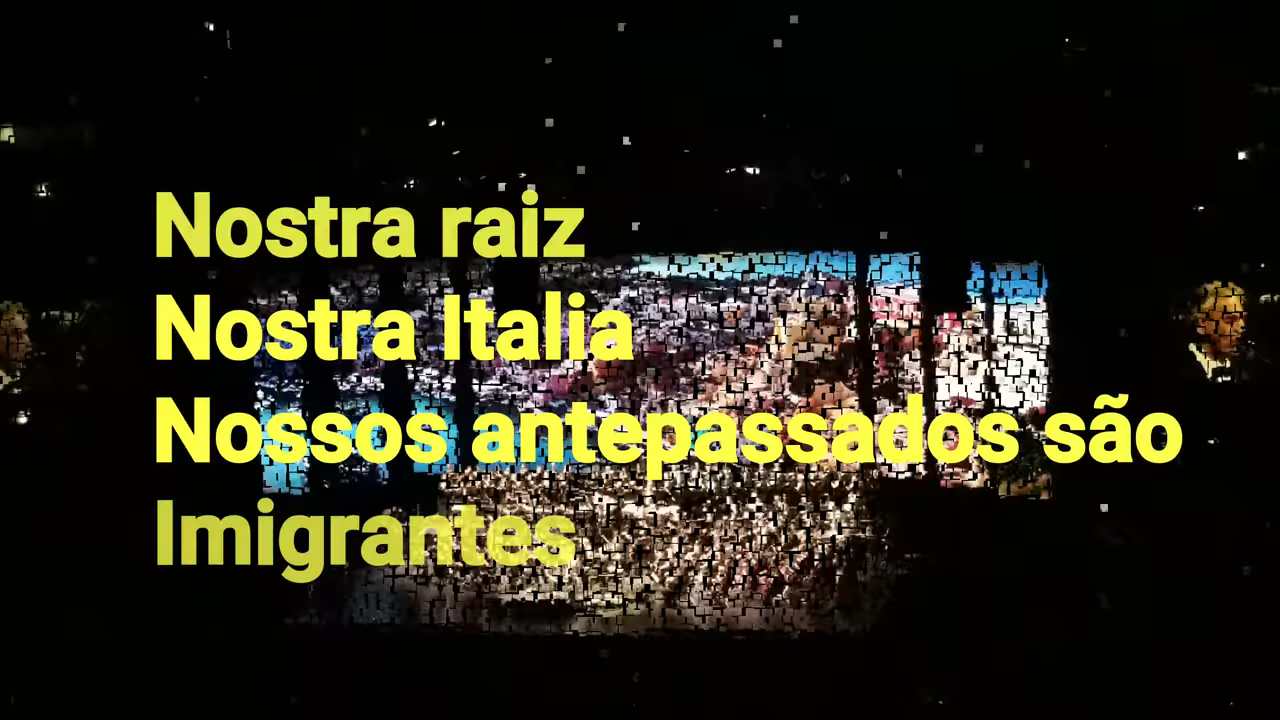 Nostra raiz
Nostra Italia
Nossos antepassados são
Imigrantes